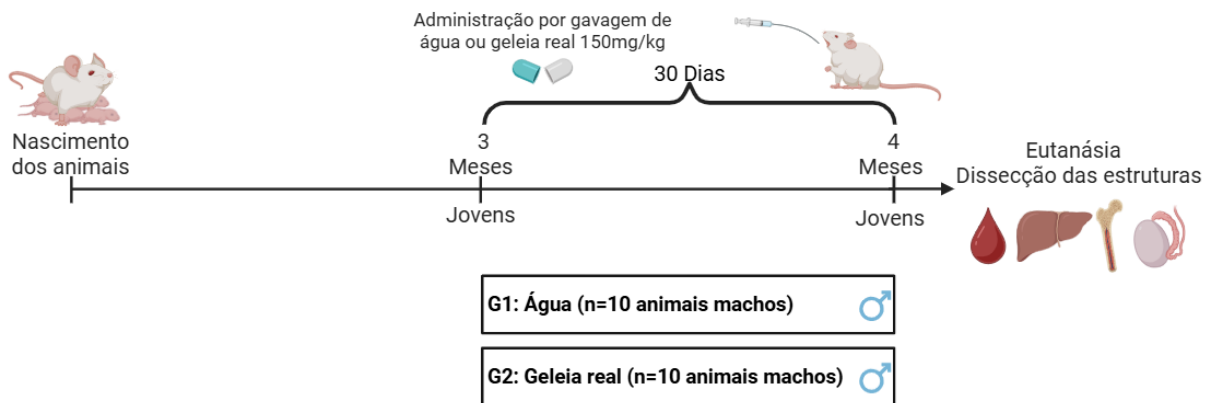 Administração por gavagem de
água ou geleia real 150mg/kg
30 Dias
Nascimento
dos animais
3
Meses
Jovens
4
Meses
Jovens
Eutanásia
Dissecção das estruturas
G1: Água (n=10 animais machos)
G2: Geleia real (n=10 animais machos)